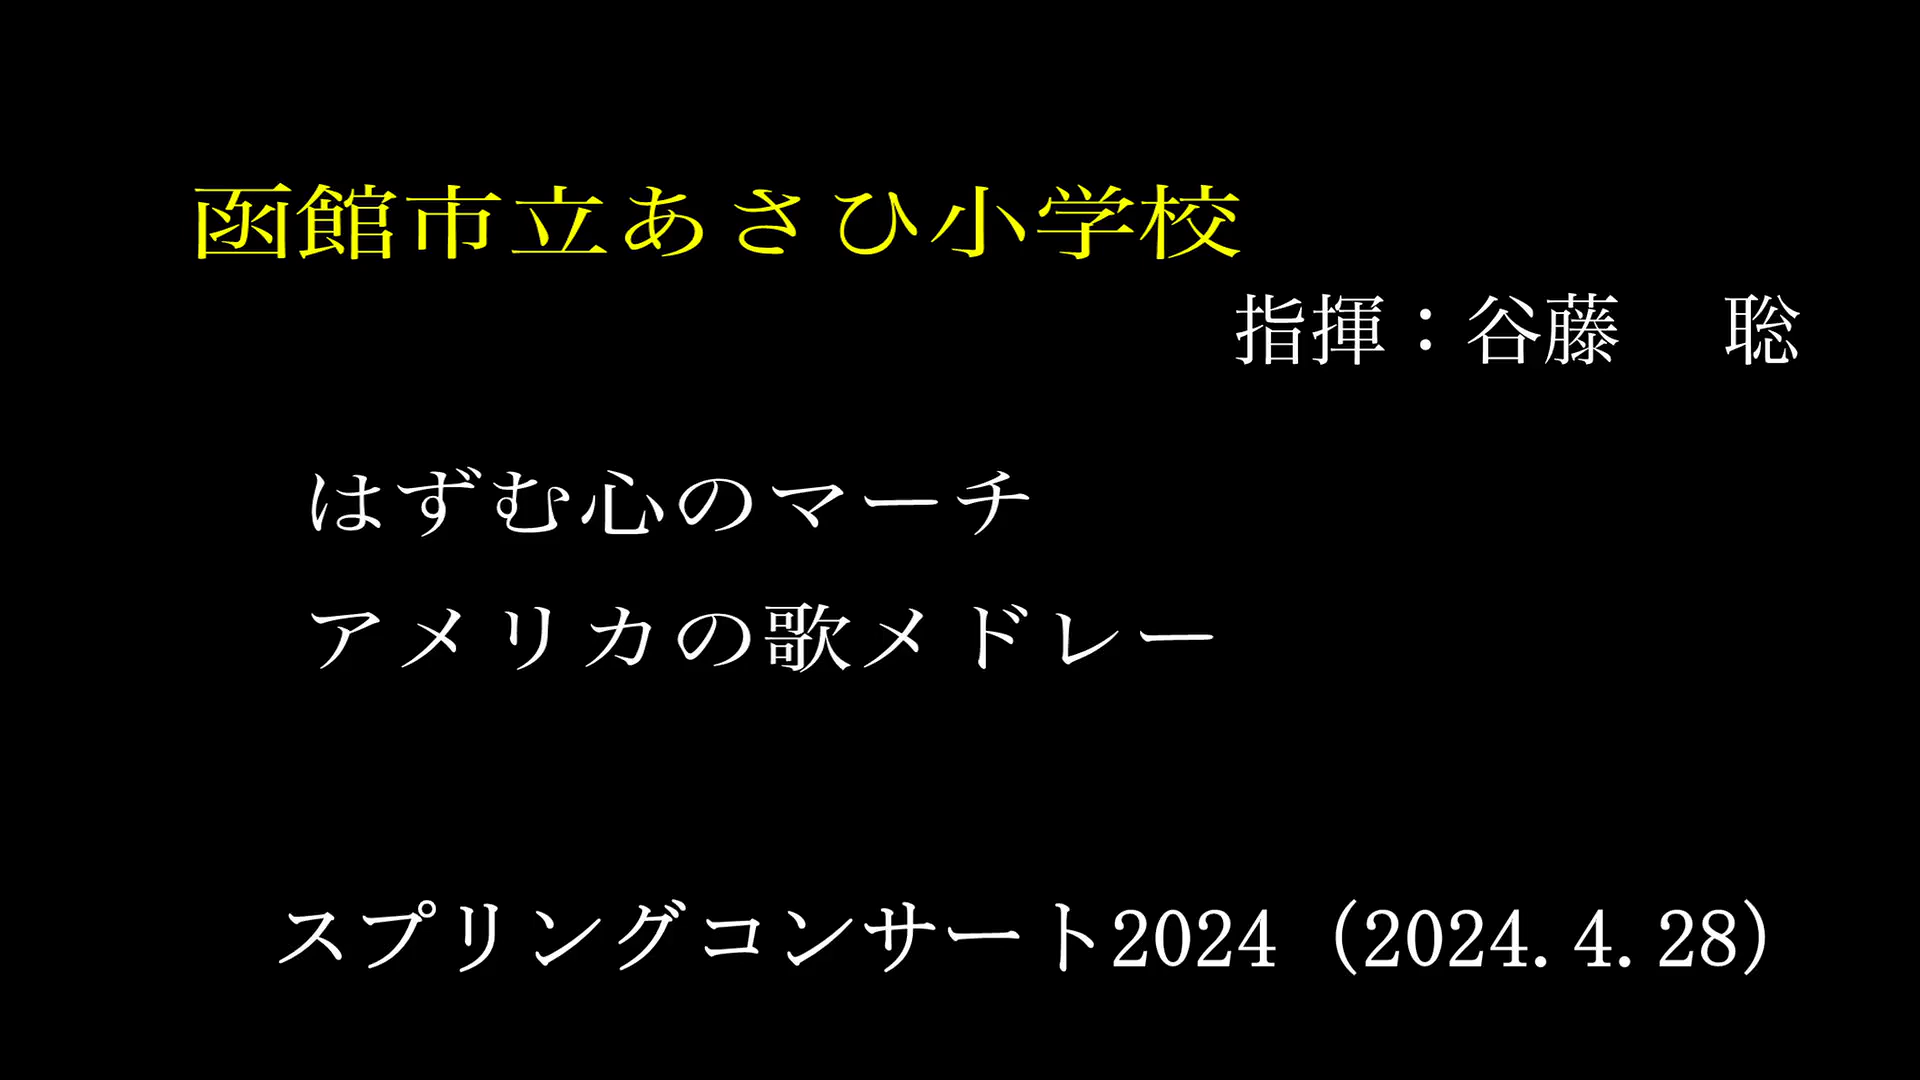 函館市立あさひ小学校
指揮：谷藤　聡
はずむ心のマーチ
アメリカの歌メドレー
スプリングコンサート2024（2024.4.28）